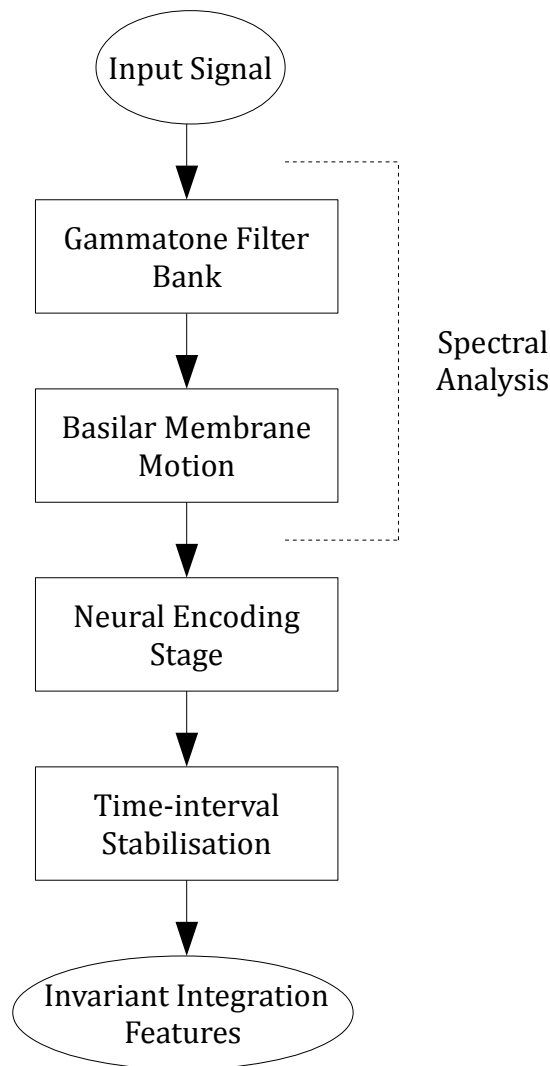 Input Signal
Gammatone Filter
Bank
Spectral
Analysis
Basilar Membrane
Motion
Neural Encoding
Stage
Time-interval
Stabilisation
Invariant Integration
Features